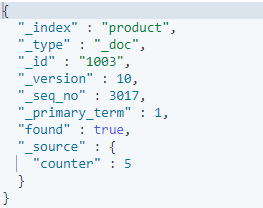 {
  "_index" : "product",
  "_type" : "_doc",
  "_id" : "1003",
  "_version" : 10,
  "_seq_no" : 3017,
  "_primary_term" : 1,
  "found" : true,
  "_source" : {
    "counter" : 5
  }
}